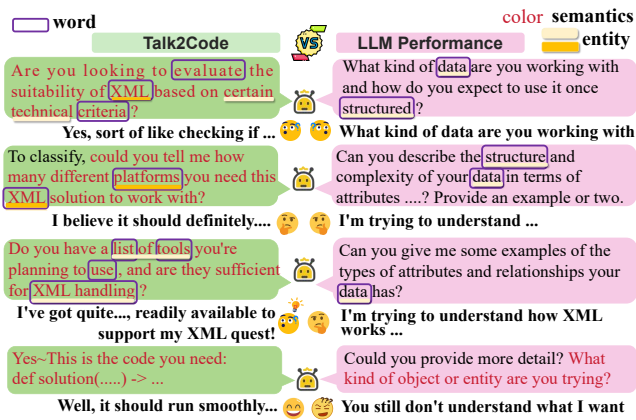 word
color semantics
entity
Talk2Code
VS
LLM Performance
Are you looking to evaluate the
suitability of XML based on certain
technical criteria ?
Yes, sort of like checking if ...
What kind of data are you working with
and how do you expect to use it once
structured ?
What kind of data are you working with
To classify, could you tell me how
many different platforms you need this
XML solution to work with?
I believe it should definitely....
Can you describe the structure and
complexity of your data in terms of
attributes ....? Provide an example or two.
I'm trying to understand ...
Do you have a list of tools you're
planning to use , and are they sufficient
for XML handling ?
I've got quite..., readily available to
support my XML quest!
Can you give me some examples of the
types of attributes and relationships your
data has?
I'm trying to understand how XML
works ...
Yes~This is the code you need:
def solution(.....) -> ...
Well, it should run smoothly...
Could you provide more detail? What
kind of object or entity are you trying?
You still don't understand what I want